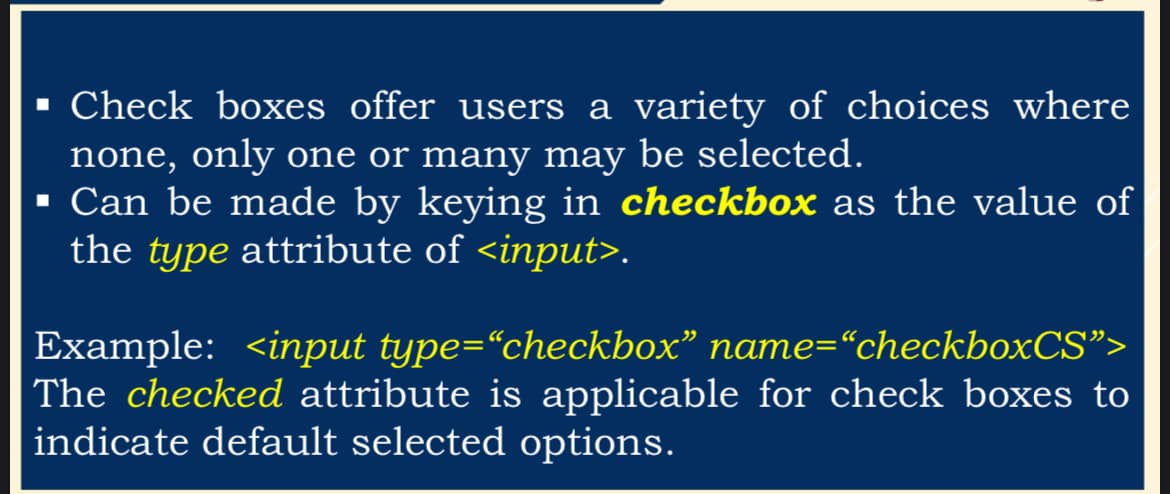 ▪ Check boxes offer users a variety of choices where
none, only one or many may be selected.
▪ Can be made by keying in checkbox as the value of
the type attribute of <input>.
Example: <input type=“checkbox” name=“checkboxCS”>
The checked attribute is applicable for check boxes to
indicate default selected options.